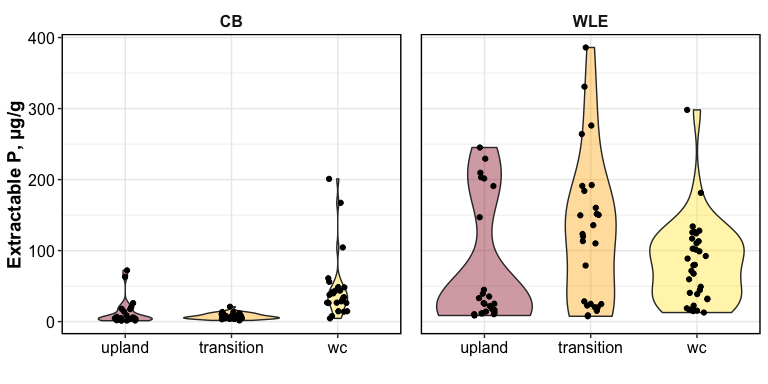 CB WLE
Extractable P, µg/g
400
300
200
100
0
upland transition wc upland transition wc